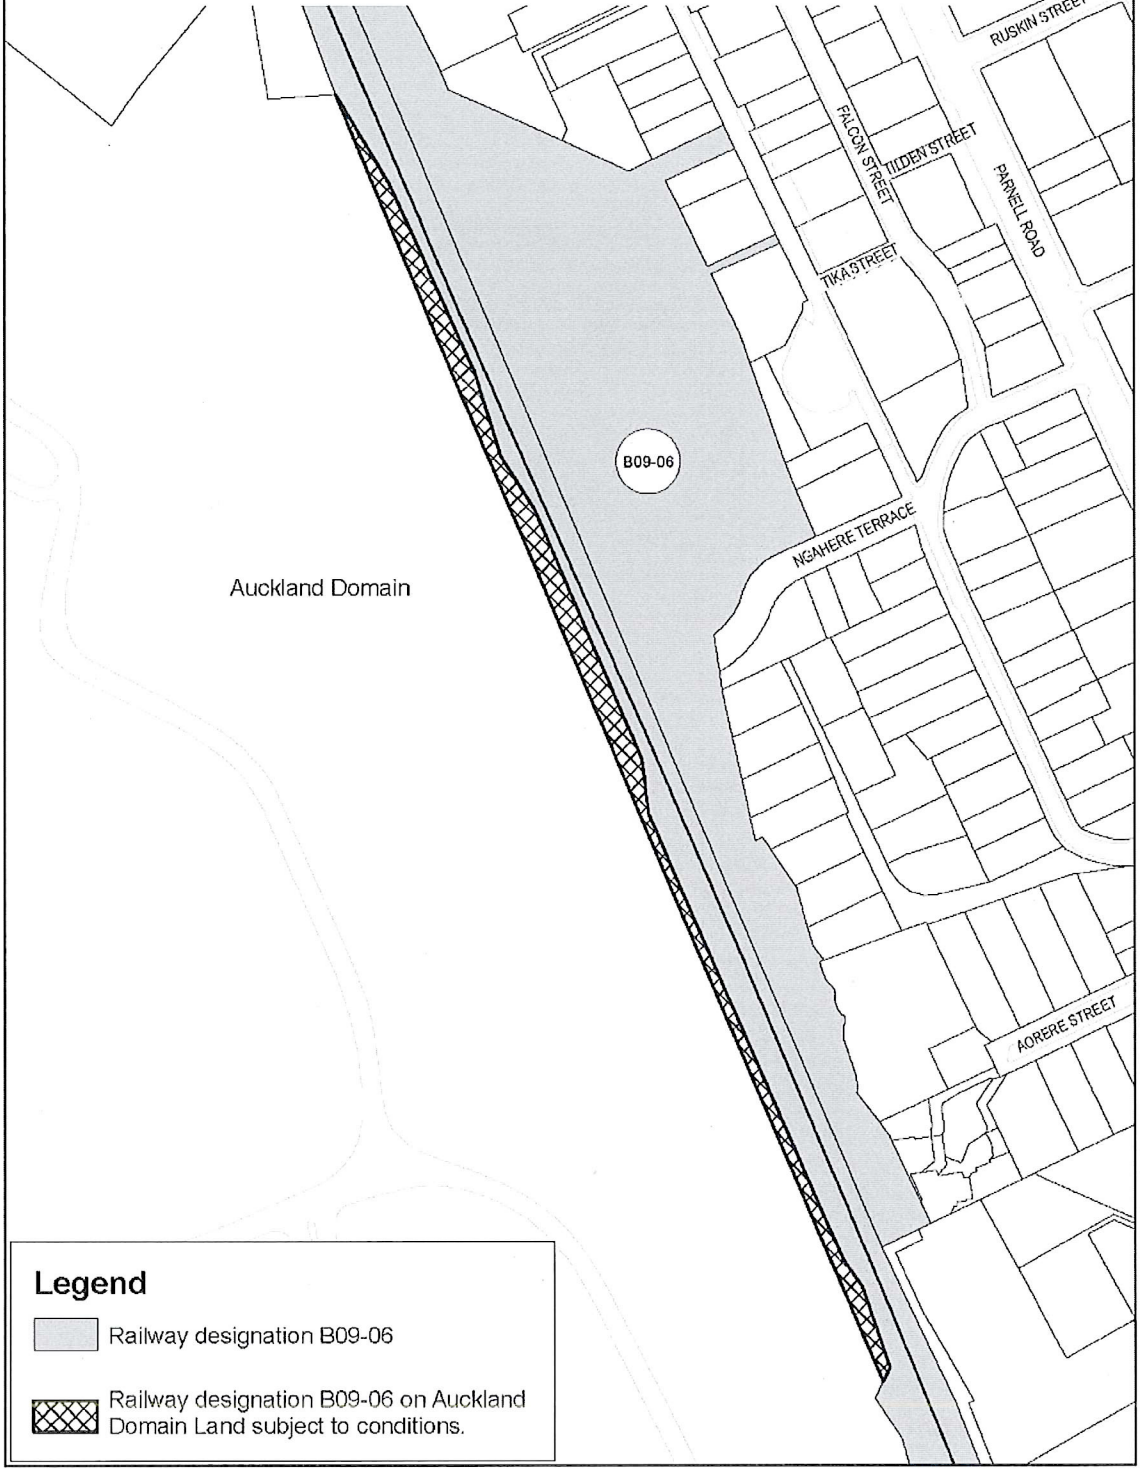 RUSKIN STREET
FALCON STREET
TILDEN STREET
PARNELL ROAD
TIKA STREET
B09-06
NGAHERE TERRACE
Auckland Domain
AORERE STREET
Legend
Railway designation B09-06
Railway designation B09-06 on Auckland
Domain Land subject to conditions.